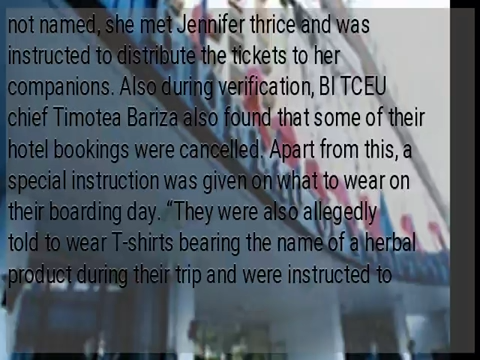 not named, she met Jennifer thrice and was
instructed to distribute the tickets to her
companions. Also during verification, BI TCEU
chief Timotea Bariza also found that some of their
hotel bookings were cancelled. Apart from this, a
special instruction was given on what to wear on
their boarding day. “They were also allegedly
told to wear T-shirts bearing the name of a herbal
product during their trip and were instructed to